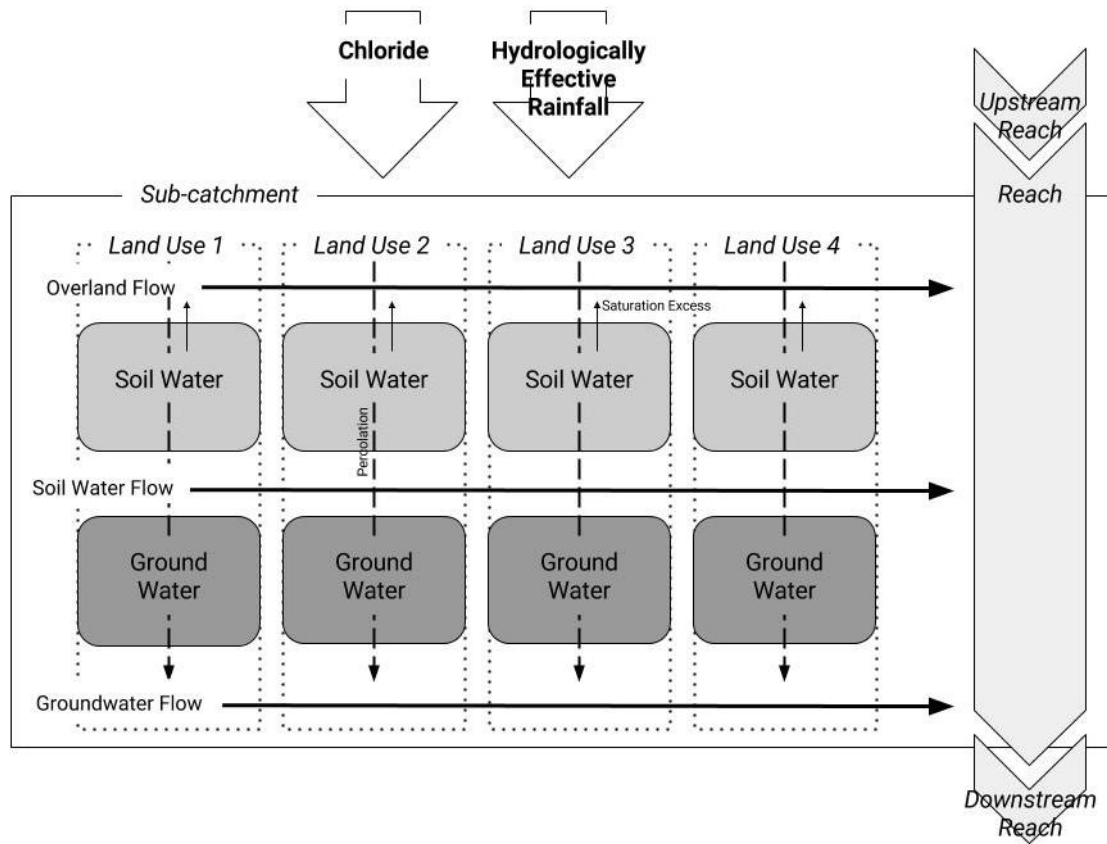 Chloride
Hydrologically
Effective
Rainfall
Upstream
Reach
Sub-catchment
Reach
Land Use 1
Land Use 2
Land Use 3
Land Use 4
Overland Flow
Saturation Excess
Soil Water
Soil Water
Soil Water
Soil Water
Percolation
Soil Water Flow
Ground
Water
Ground
Water
Ground
Water
Ground
Water
Groundwater Flow
Downstream
Reach